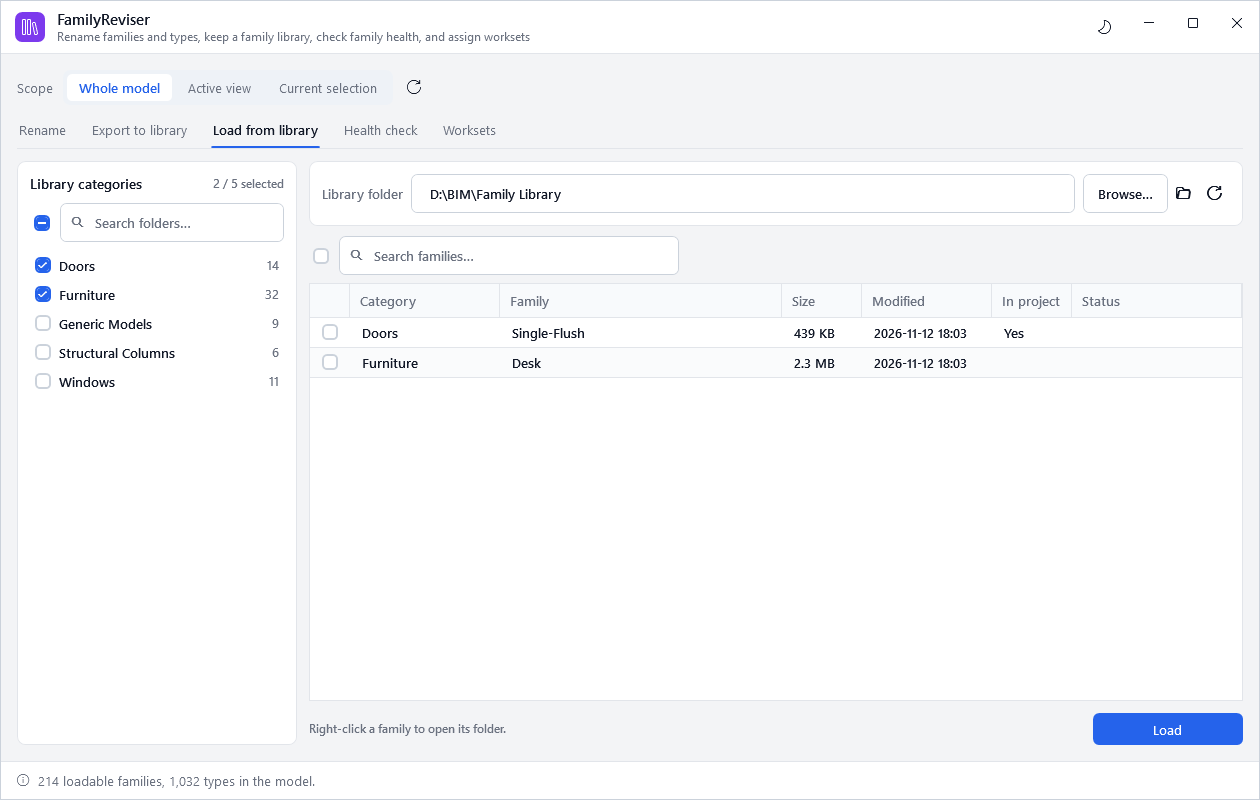 FamilyReviser
Rename families and types, keep a family library, check family health, and assign worksets
Scope
Whole model
Active view
Current selection
Rename
Export to library
Load from library
Health check
Worksets
Library categories
2 / 5 selected
Search folders...
Doors 14
Furniture 32
Generic Models 9
Structural Columns 6
Windows 11
Library folder
D:\BIM\Family Library
Browse...
Search families...
Category Family Size Modified In project Status
Doors Single-Flush 439 KB 2026-11-12 18:03 Yes
Furniture Desk 2.3 MB 2026-11-12 18:03
Right-click a family to open its folder.
Load
214 loadable families, 1,032 types in the model.